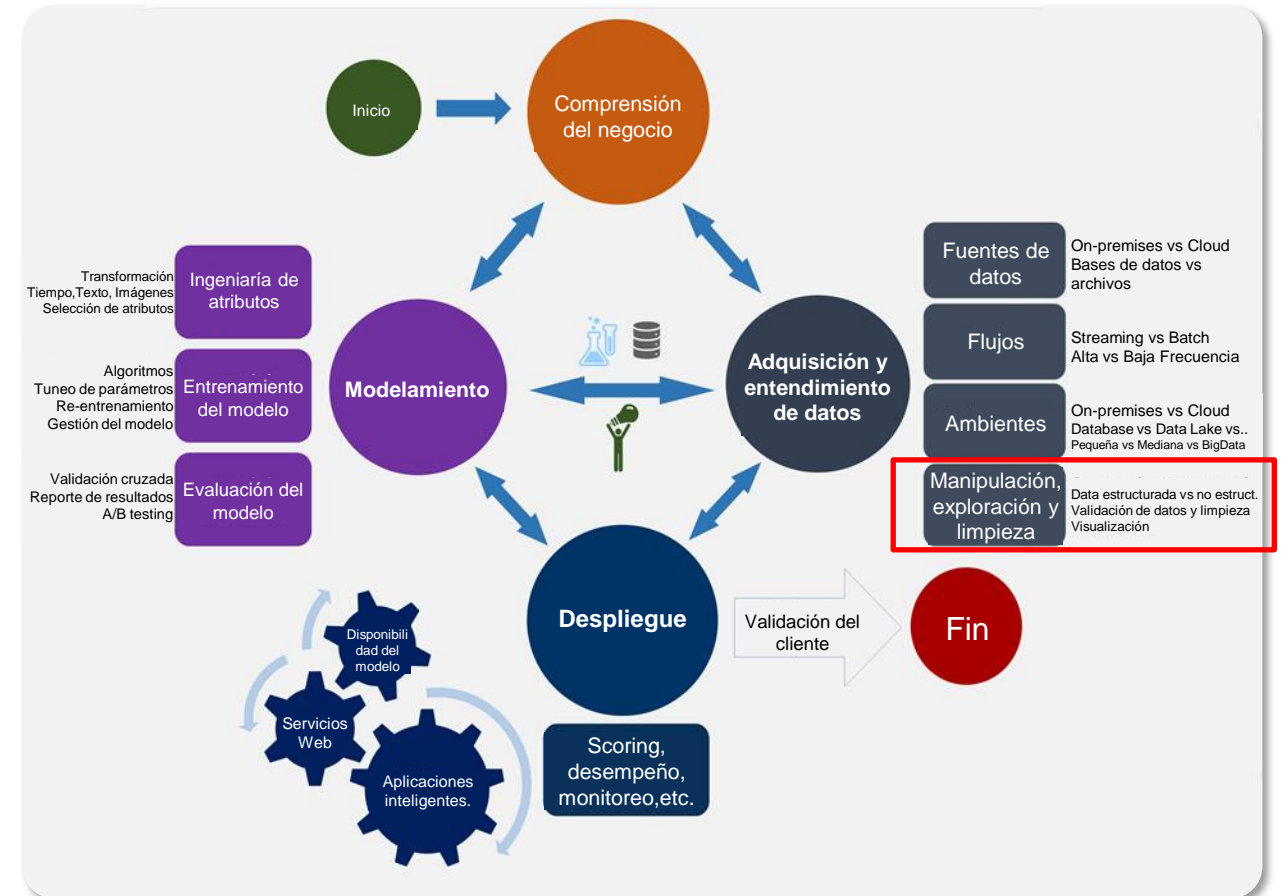 Inicio
Comprensión
del negocio
Transformación
Tiempo,Texto, Imágenes
Selección de atributos
Ingeniaría de
atributos
Algoritmos
Tuneo de parámetros
Re-entrenamiento
Gestión del modelo
Entrenamiento
del modelo
Validación cruzada
Reporte de resultados
A/B testing
Evaluación del
modelo
Modelamiento
Adquisición y
entendimiento
de datos
Fuentes de
datos
On-premises vs Cloud
Bases de datos vs
archivos
Flujos
Streaming vs Batch
Alta vs Baja Frecuencia
Ambientes
On-premises vs Cloud
Database vs Data Lake vs..
Pequeña vs Mediana vs BigData
Manipulación,
exploración y
limpieza
Data estructurada vs no estruct.
Validación de datos y limpieza
Visualización
Despliegue
Validación del
cliente
Fin
Disponibili
dad del
modelo
Servicios
Web
Aplicaciones
inteligentes.
Scoring,
desempeño,
monitoreo,etc.